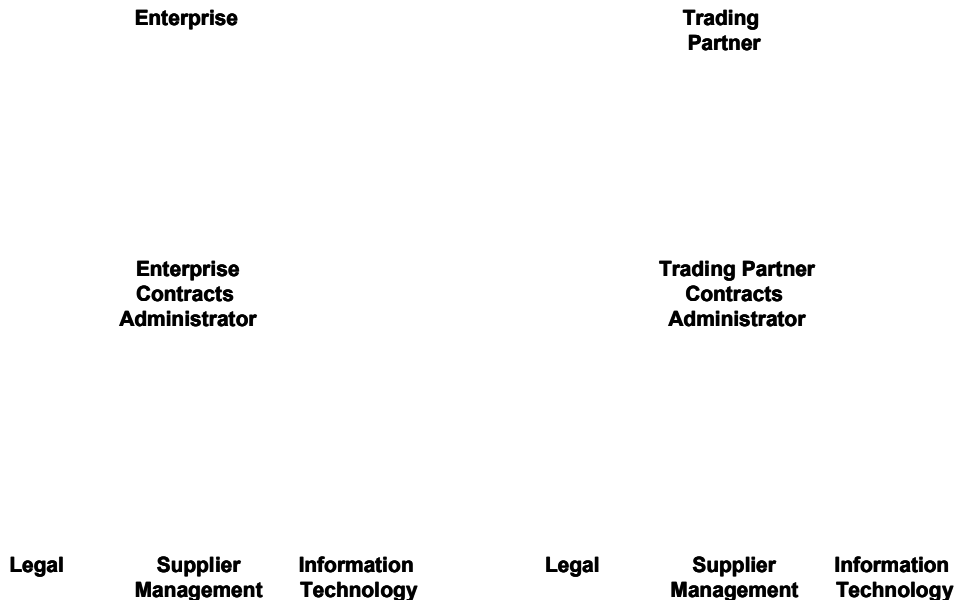 Enterprise
Trading
Partner
Enterprise
Contracts
Administrator
Trading Partner
Contracts
Administrator
Legal
Supplier
Management
Information
Technology
Legal
Supplier
Management
Information
Technology